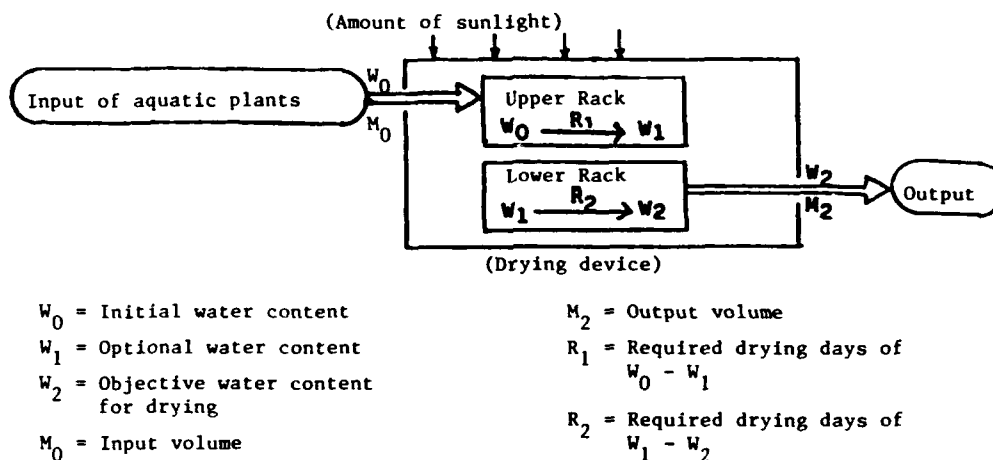 (Amount of sunlight)
W0
Input of aquatic plants
M0
Upper Rack
W0 R1 W1
Lower Rack
W1 R2 W2
W2
M2
Output
(Drying device)
W0 = Initial water content
W1 = Optional water content
W2 = Objective water content
for drying
M0 = Input volume
M2 = Output volume
R1 = Required drying days of
W0 - W1
R2 = Required drying days of
W1 - W2